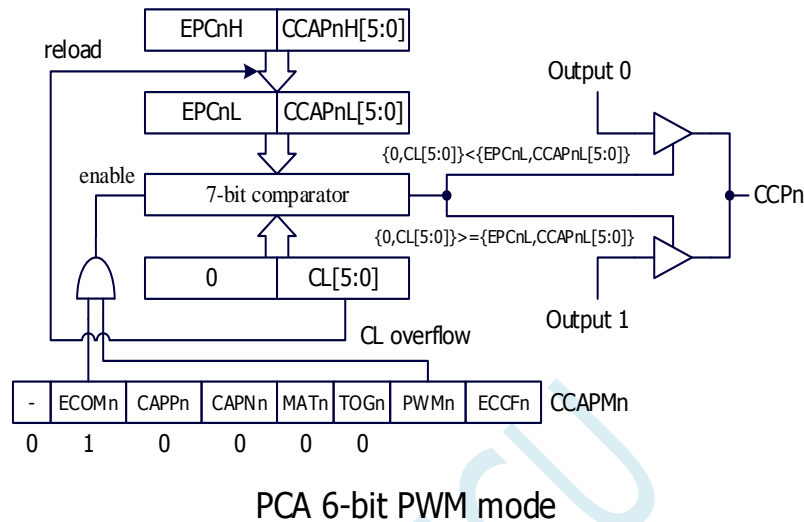 EPCnH CCAPnH[5:0]
reload
Output 0
EPCnL CCAPnL[5:0]
{0,CL[5:0]}<{EPCnL,CCAPnL[5:0]}
enable
7-bit comparator
CCPn
{0,CL[5:0]}>={EPCnL,CCAPnL[5:0]}
0 CL[5:0]
Output 1
CL overflow
- ECOMn CAPPn CAPNn MATn TOGn PWMn ECCFn CCAPMn
0 1 0 0 0 0
PCA 6-bit PWM mode